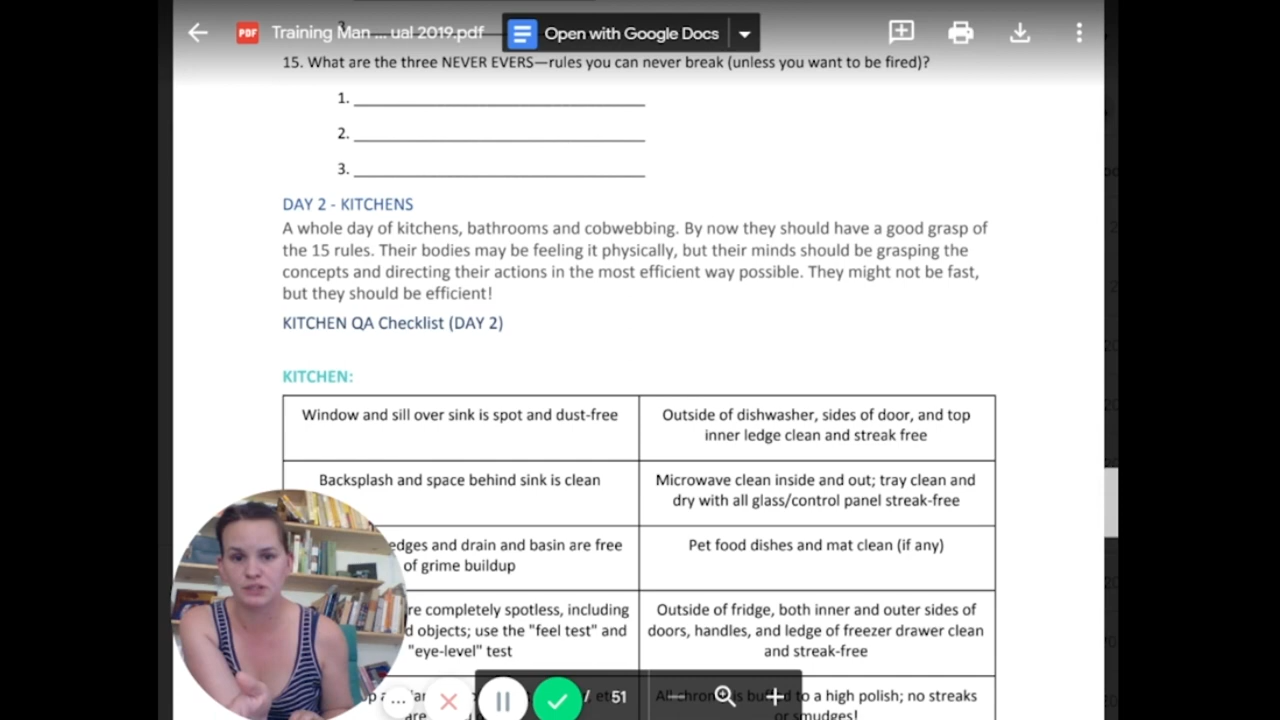 PDF Training Man ... ual 2019.pdf Open with Google Docs
15. What are the three NEVER EVERS—rules you can never break (unless you want to be fired)?
1.
2.
3.
DAY 2 - KITCHENS
A whole day of kitchens, bathrooms and cobwebbing. By now they should have a good grasp of
the 15 rules. Their bodies may be feeling it physically, but their minds should be grasping the
concepts and directing their actions in the most efficient way possible. They might not be fast,
but they should be efficient!
KITCHEN QA Checklist (DAY 2)
KITCHEN:
Window and sill over sink is spot and dust-free
Outside of dishwasher, sides of door, and top
inner ledge clean and streak free
Backsplash and space behind sink is clean
Microwave clean inside and out; tray clean and
dry with all glass/control panel streak-free
edges and drain and basin are free
of grime buildup
Pet food dishes and mat clean (if any)
re completely spotless, including
d objects; use the "feel test" and
"eye-level" test
Outside of fridge, both inner and outer sides of
doors, handles, and ledge of freezer drawer clean
and streak-free
/ 51
All chrome is buffed to a high polish; no streaks
or smudges!